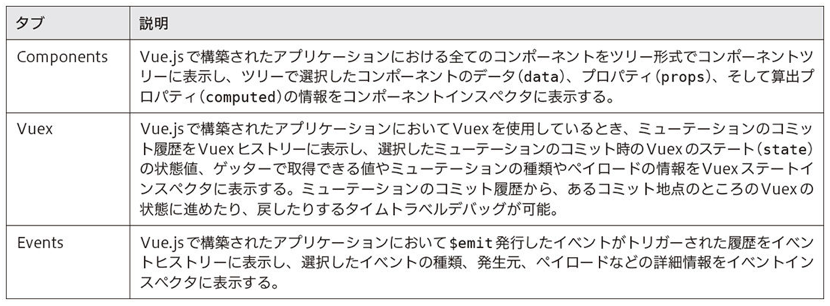 タブ 説明
Components Vue.jsで構築されたアプリケーションにおける全てのコンポーネントをツリー形式でコンポーネントツ
リーに表示し、ツリーで選択したコンポーネントのデータ(data)、プロパティ(props)、そして算出プ
ロパティ(computed)の情報をコンポーネントインスペクタに表示する。
Vuex Vue.jsで構築されたアプリケーションにおいてVuexを使用しているとき、ミューテーションのコミッ
ト履歴をVuexヒストリーに表示し、選択したミューテーションのコミット時のVuexのステート(state)
の状態値、ゲッターで取得できる値やミューテーションの種類やペイロードの情報をVuexステートイ
ンスペクタに表示する。ミューテーションのコミット履歴から、あるコミット地点のところのVuexの
状態に進めたり、戻したりするタイムトラベルデバッグが可能。
Events Vue.jsで構築されたアプリケーションにおいて$emit発行したイベントがトリガーされた履歴をイベン
トヒストリーに表示し、選択したイベントの種類、発生元、ペイロードなどの詳細情報をイベントイン
スペクタに表示する。